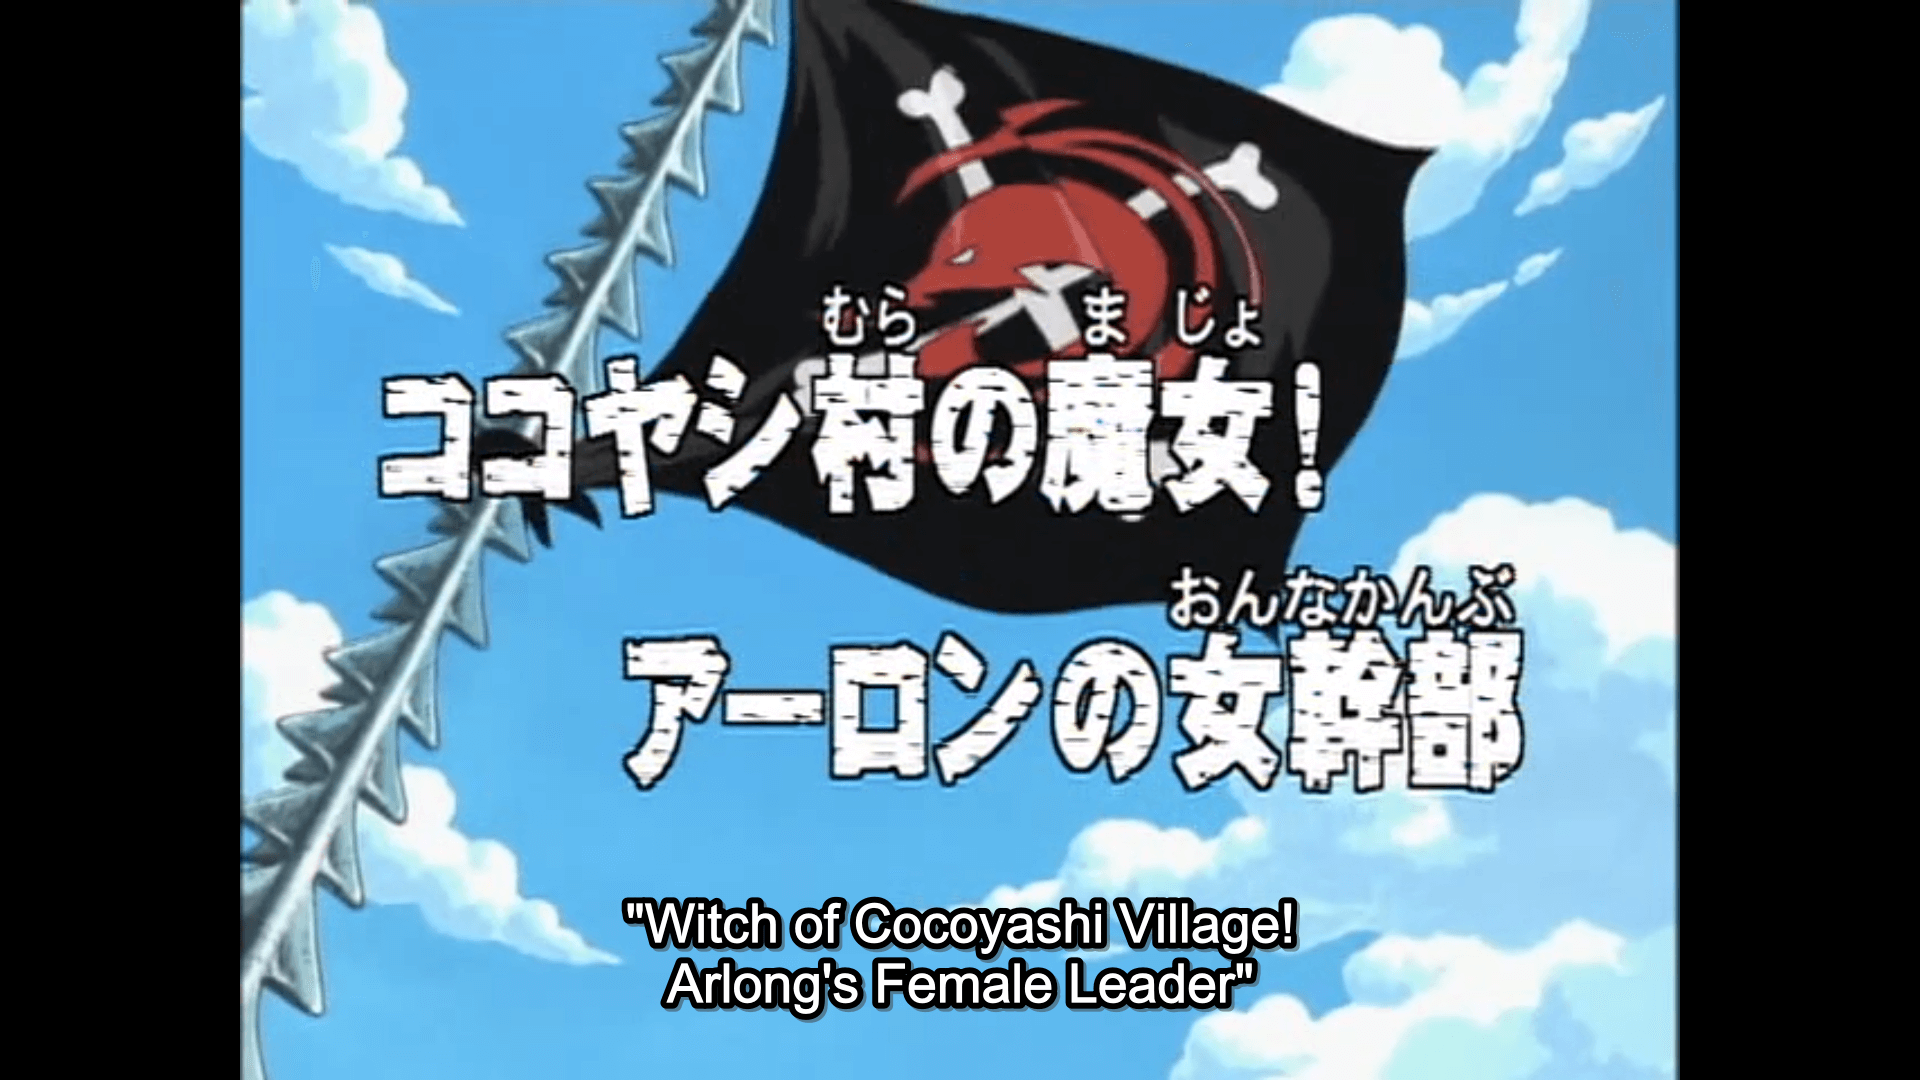 むら ま じょ
ココヤシ村の魔女!
おんなかんぶ
アーロンの女幹部
"Witch of Cocoyashi Village!
Arlong's Female Leader"